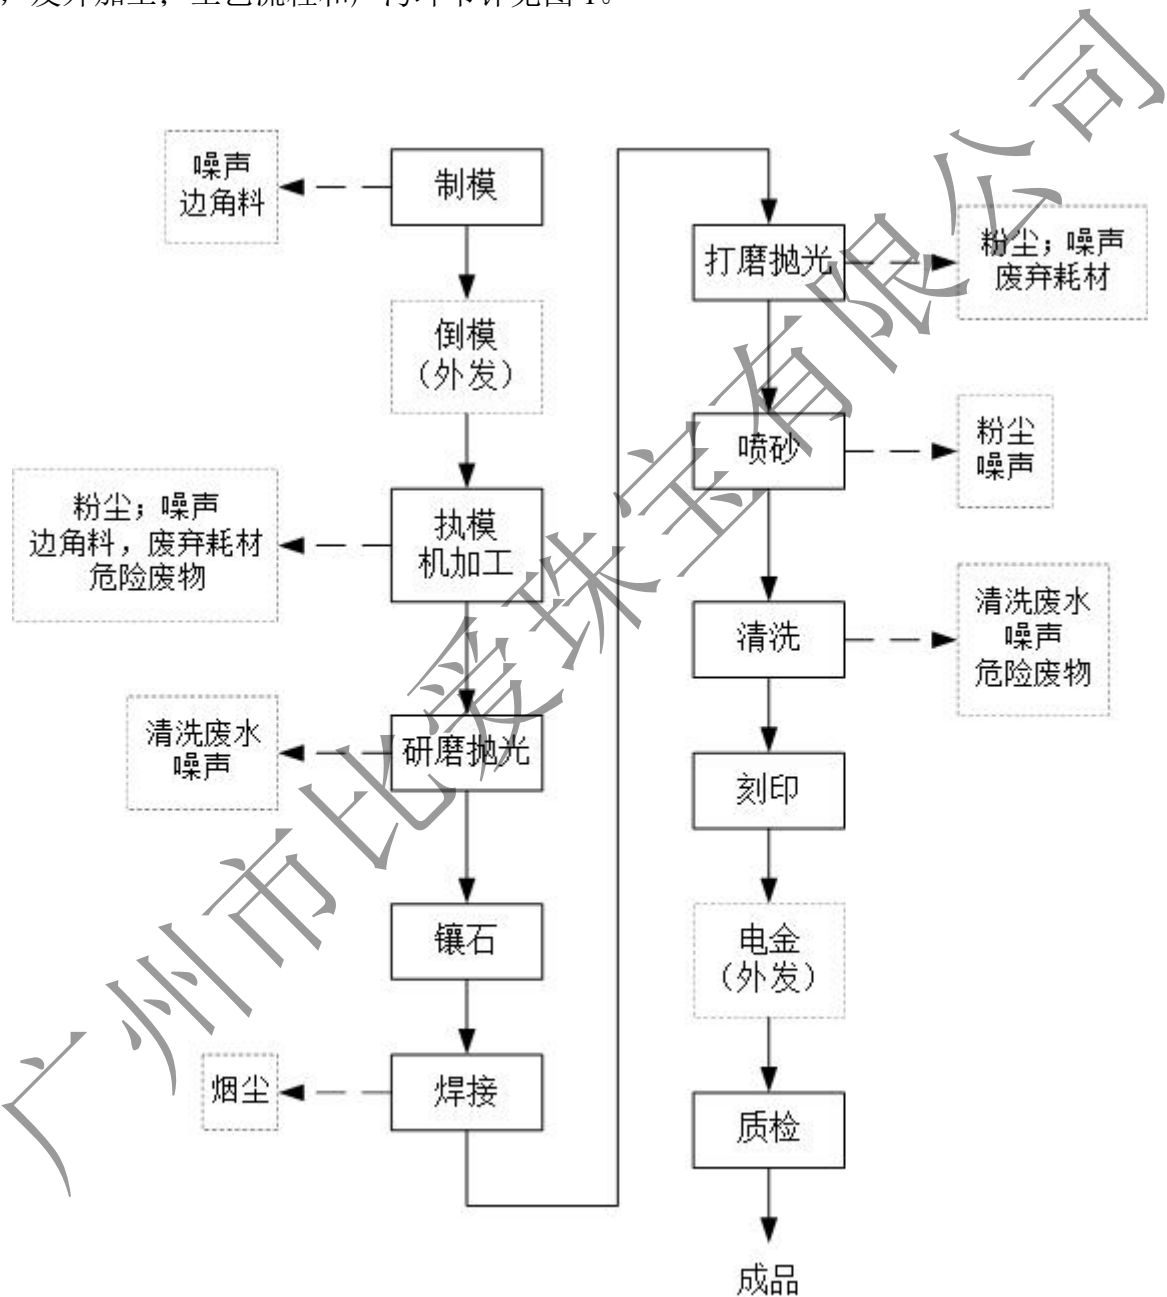 制模
噪声
边角料
倒模
（外发）
执模
机加工
粉尘；噪声
边角料，废弃耗材
危险废物
研磨抛光
清洗废水
噪声
镶石
焊接
烟尘
打磨抛光
粉尘；噪声
废弃耗材
喷砂
粉尘
噪声
清洗
清洗废水
噪声
危险废物
刻印
电金
（外发）
质检
成品
广州市比爱珠宝有限公司